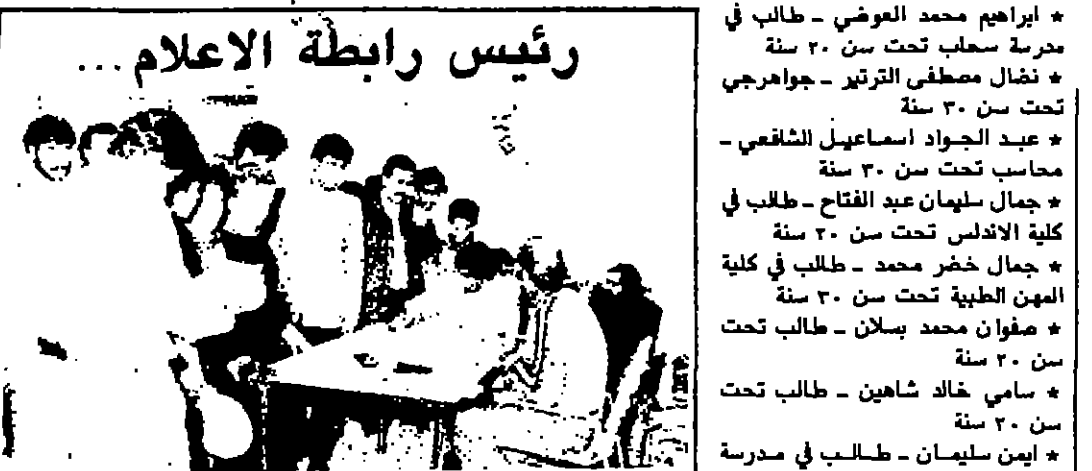 رئيس رابطة الاعلام ...
* ابراهيم محمد العوضي - طالب في
مدرسة سحاب تحت سن ٢٠ سنة
* نضال مصطفى الترتير - جواهرجي
تحت سن ٣٠ سنة
* عبد الجواد اسماعيل الشافعي -
محاسب تحت سن ٣٠ سنة
* جمال سليمان عبد الفتاح - طالب في
كلية الاندلس تحت سن ٢٠ سنة
* جمال خضر محمد - طالب في كلية
المهن الطبية تحت سن ٣٠ سنة
* صفوان محمد بسلان - طالب تحت
سن ٢٠ سنة
* سامي خالد شاهين - طالب تحت
سن ٢٠ سنة
* ايمن سليمان - طالب في مدرسة